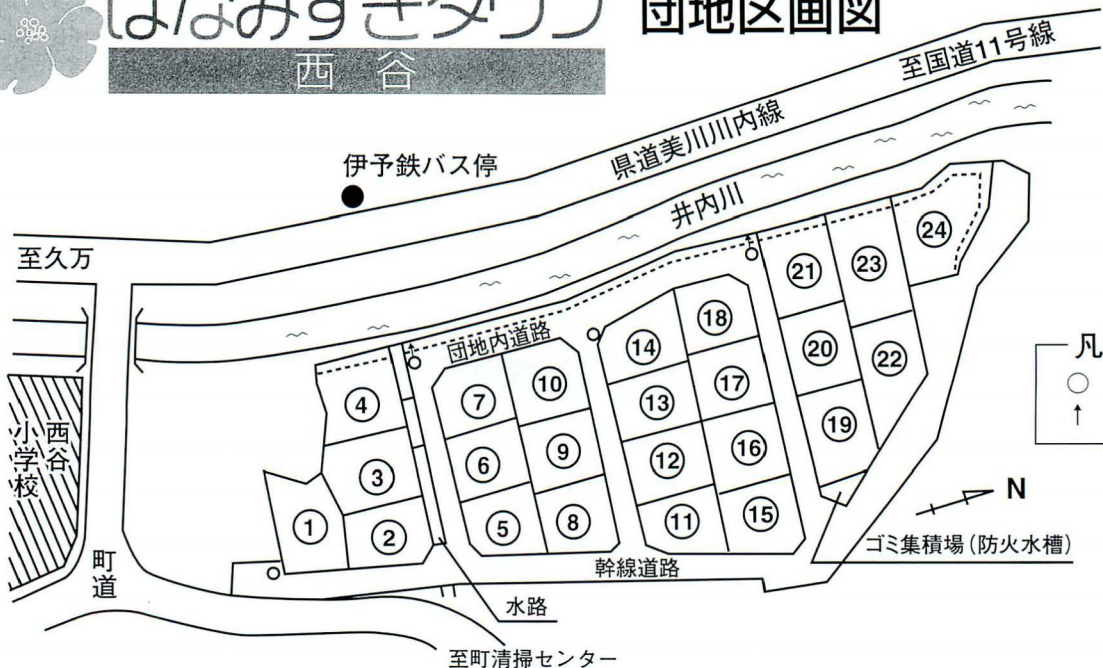 はなみずきタウン 団地区画図
西谷
至国道11号線
県道美川川内線
伊予鉄バス停
井内川
至久万
団地内道路
西谷
小学校
町道
24
23
21
22
20
19
18
17
16
15
14
13
12
11
10
9
8
7
6
5
4
3
2
1
凡
N
ゴミ集積場(防火水槽)
幹線道路
水路
至町清掃センター